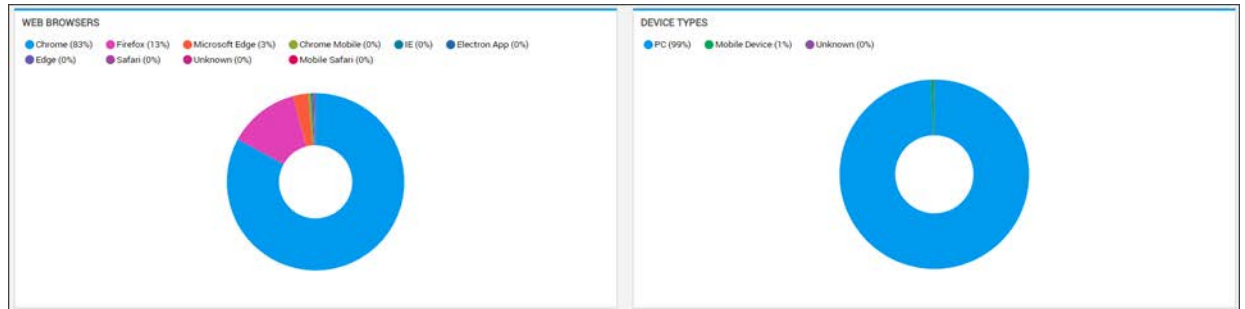 WEB BROWSERS
Chrome (83%) Firefox (13%) Microsoft Edge (3%) Chrome Mobile (0%) IE (0%) Electron App (0%)
Edge (0%) Safari (0%) Unknown (0%) Mobile Safari (0%)
DEVICE TYPES
PC (99%) Mobile Device (1%) Unknown (0%)